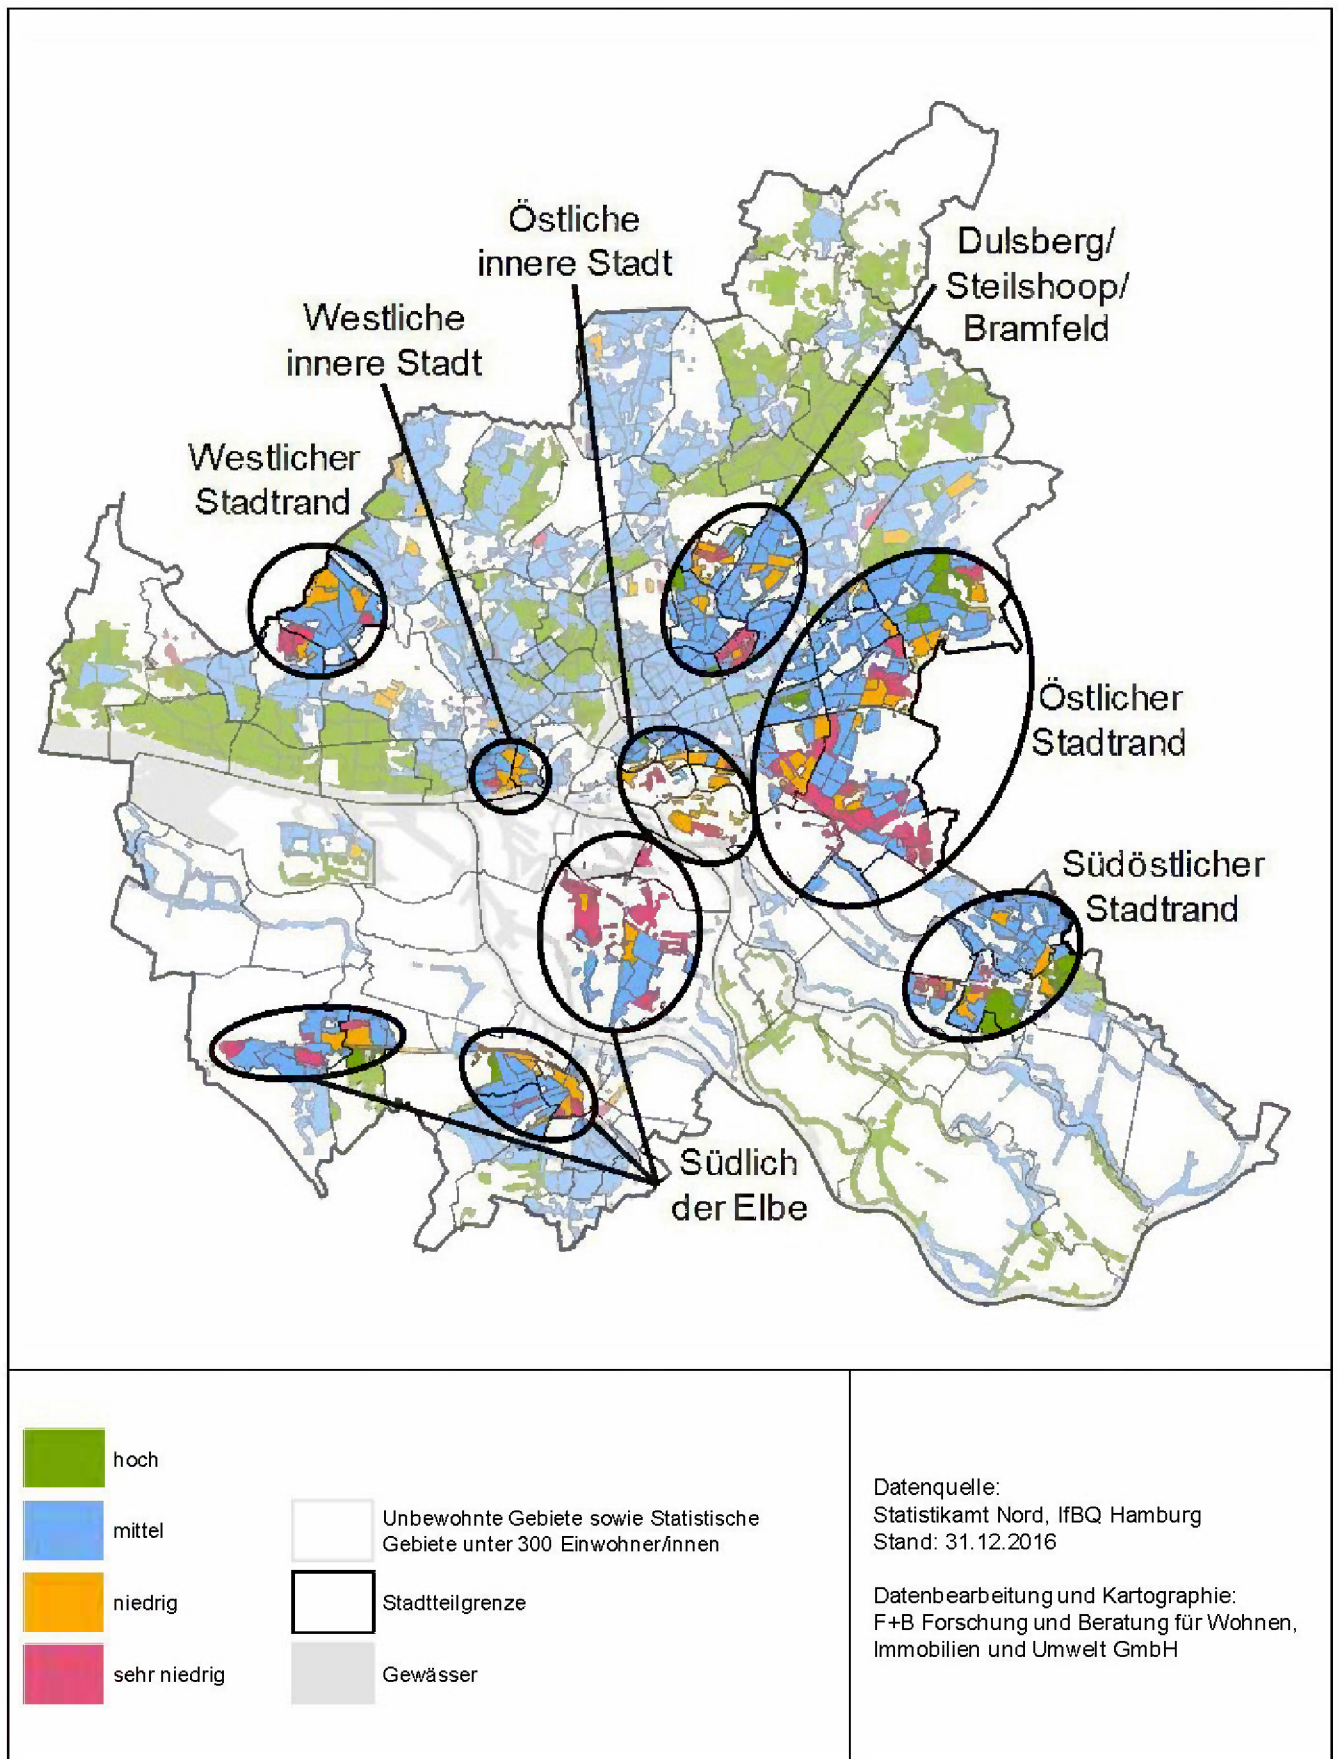 Östliche
innere Stadt
Dulsberg/
Steilshoop/
Bramfeld
Westliche
innere Stadt
Westlicher
Stadtrand
Östlicher
Stadtrand
Südöstlicher
Stadtrand
Südlich
der Elbe
hoch
mittel
niedrig
sehr niedrig
Unbewohnte Gebiete sowie Statistische
Gebiete unter 300 Einwohner/innen
Stadtteilgrenze
Gewässer
Datenquelle:
Statistikamt Nord, IfBQ Hamburg
Stand: 31.12.2016
Datenbearbeitung und Kartographie:
F+B Forschung und Beratung für Wohnen,
Immobilien und Umwelt GmbH